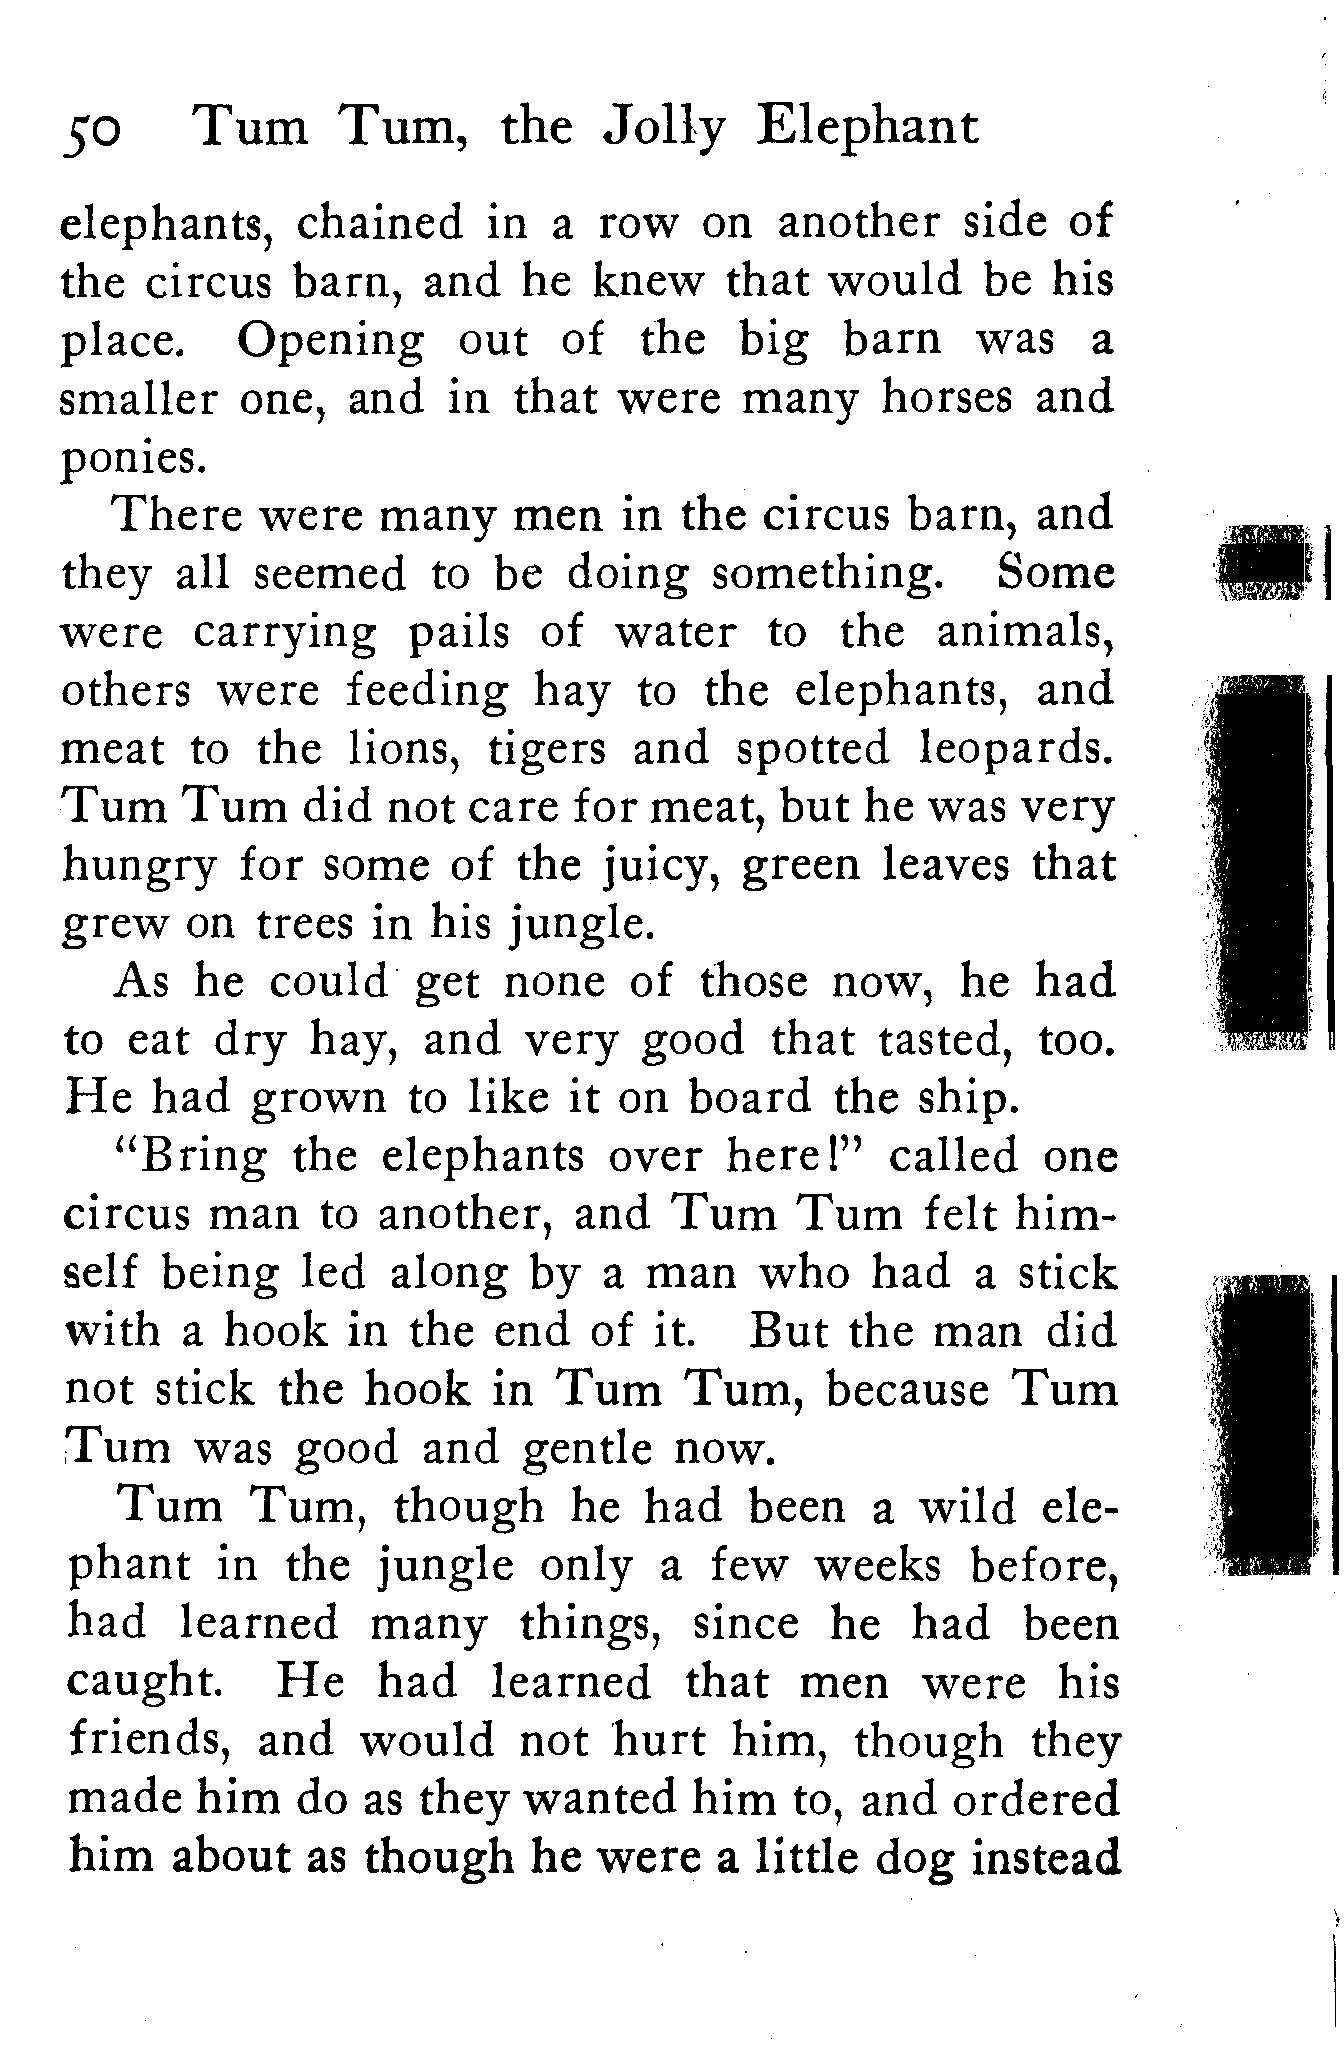 50 Tum Tum, the Jolly Elephant
elephants, chained in a row on another side of
the circus barn, and he knew that would be his
place. Opening out of the big barn was a
smaller one, and in that were many horses and
ponies.
There were many men in the circus barn, and
they all seemed to be doing something. Some
were carrying pails of water to the animals,
others were feeding hay to the elephants, and
meat to the lions, tigers and spotted leopards.
Tum Tum did not care for meat, but he was very
hungry for some of the juicy, green leaves that
grew on trees in his jungle.
As he could get none of those now, he had
to eat dry hay, and very good that tasted, too.
He had grown to like it on board the ship.
“Bring the elephants over here!” called one
circus man to another, and Tum Tum felt him-
self being led along by a man who had a stick
with a hook in the end of it. But the man did
not stick the hook in Tum Tum, because Tum
Tum was good and gentle now.
Tum Tum, though he had been a wild ele-
phant in the jungle only a few weeks before,
had learned many things, since he had been
caught. He had learned that men were his
friends, and would not hurt him, though they
made him do as they wanted him to, and ordered
him about as though he were a little dog instead